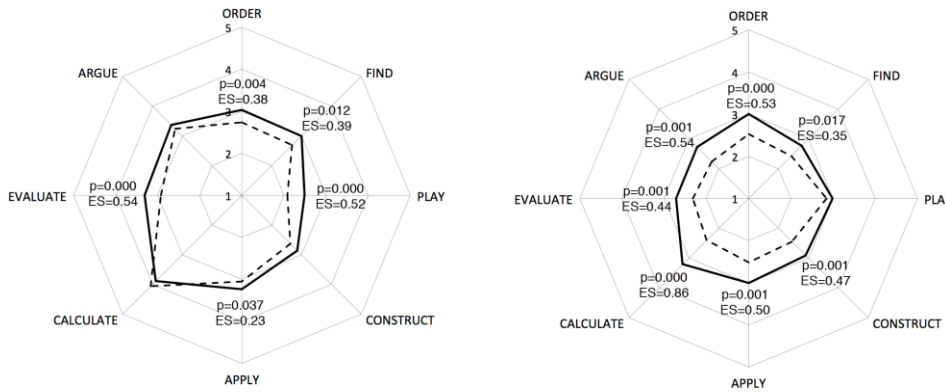 ORDER
5
4
3
2
1
ARGUE
FIND
p=0.004
ES=0.38
p=0.012
ES=0.39
EVALUATE
p=0.000
ES=0.54
p=0.000
ES=0.52
PLAY
CALCULATE
CONSTRUCT
p=0.037
ES=0.23
APPLY
ORDER
5
4
3
2
1
ARGUE
FIND
p=0.000
ES=0.53
p=0.017
ES=0.35
p=0.001
ES=0.54
EVALUATE
p=0.001
ES=0.44
PLA
p=0.001
ES=0.47
p=0.000
ES=0.86
p=0.001
ES=0.50
CALCULATE
CONSTRUCT
APPLY